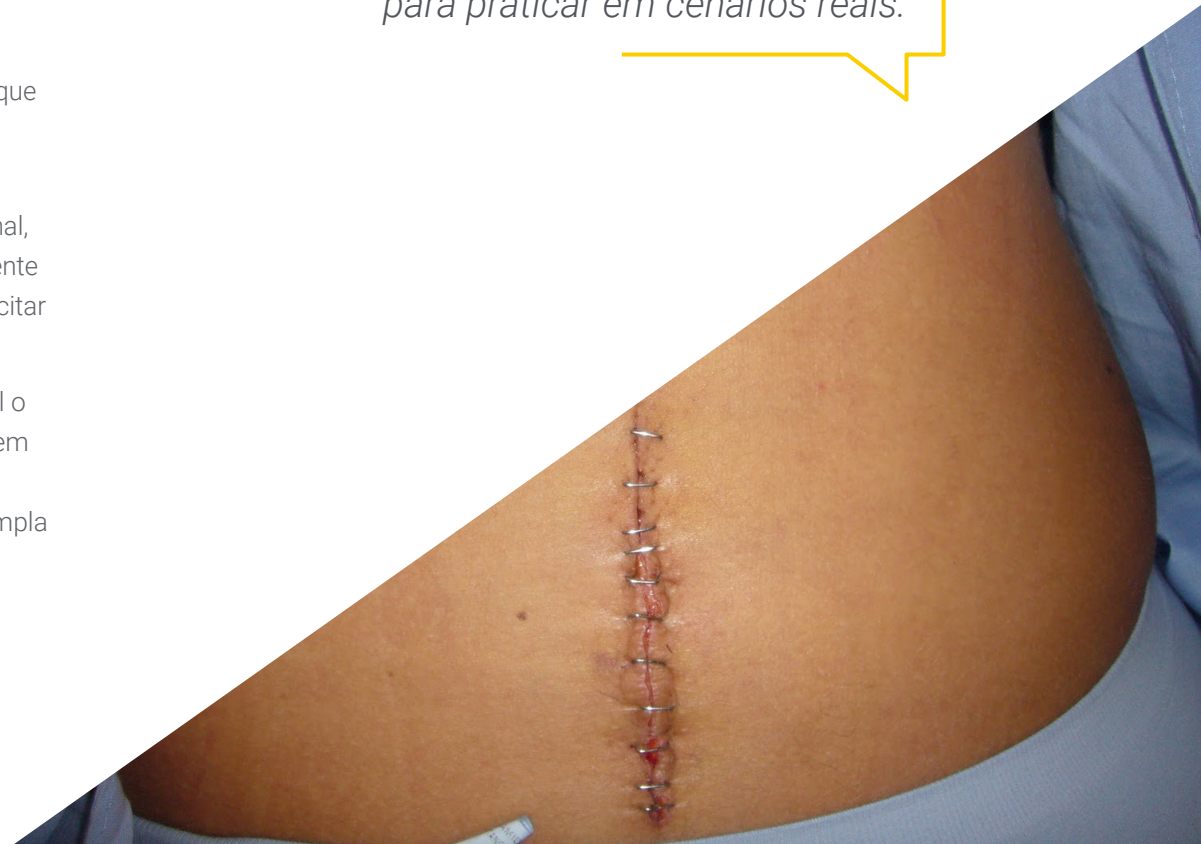 para praticar em cenários reais.
que
nal,
ente
citar
l o
em
mpla